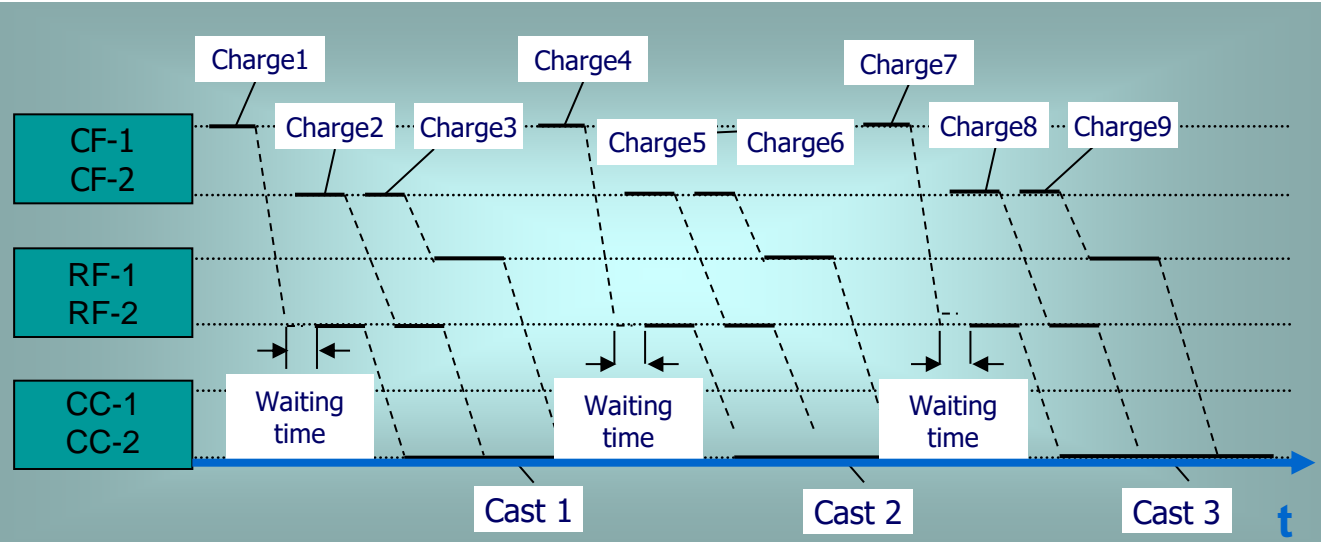 Charge1
Charge4
Charge7
Charge2
Charge3
Charge5
Charge6
Charge8
Charge9
CF-1
CF-2
RF-1
RF-2
CC-1
CC-2
Waiting
time
Waiting
time
Waiting
time
Cast 1
Cast 2
Cast 3
t